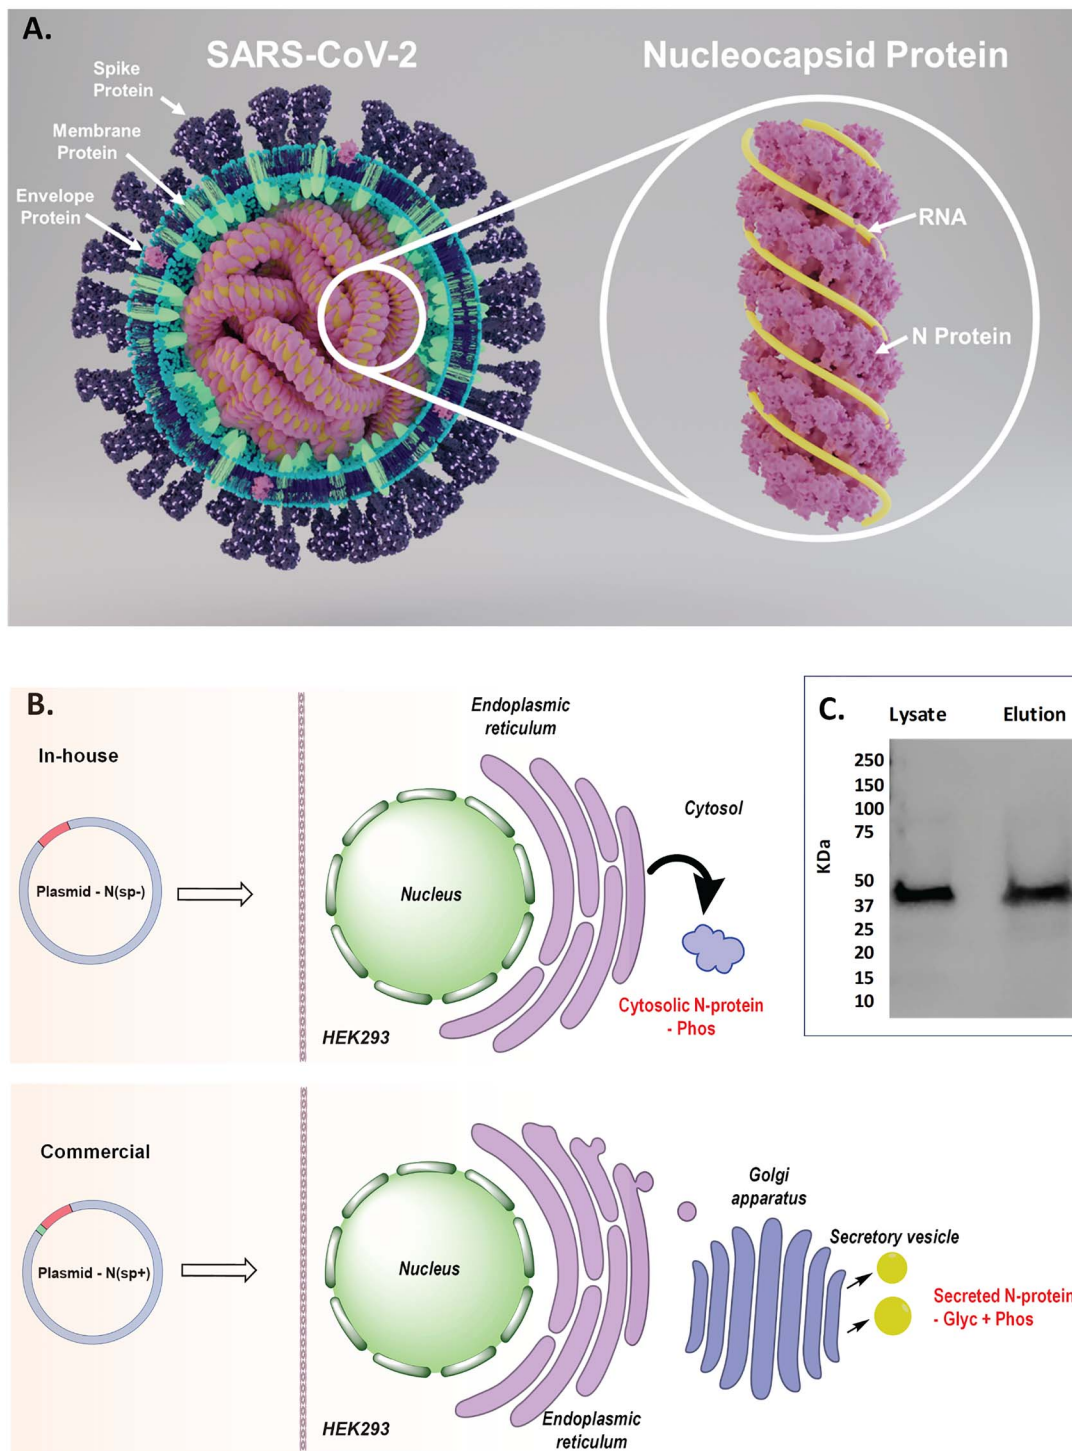 A.
SARS-CoV-2
Nucleocapsid Protein
Spike
Protein
Membrane
Protein
Envelope
Protein
RNA
N Protein
B.
In-house
Plasmid - N(sp-)
Endoplasmic
reticulum
Nucleus
Cytosol
Cytosolic N-protein
- Phos
HEK293
C.
Lysate
Elution
KDa
250
150
100
75
50
37
25
20
15
10
Commercial
Plasmid - N(sp+)
Nucleus
Golgi
apparatus
Secretory vesicle
Secreted N-protein
- Glyc + Phos
HEK293
Endoplasmic
reticulum